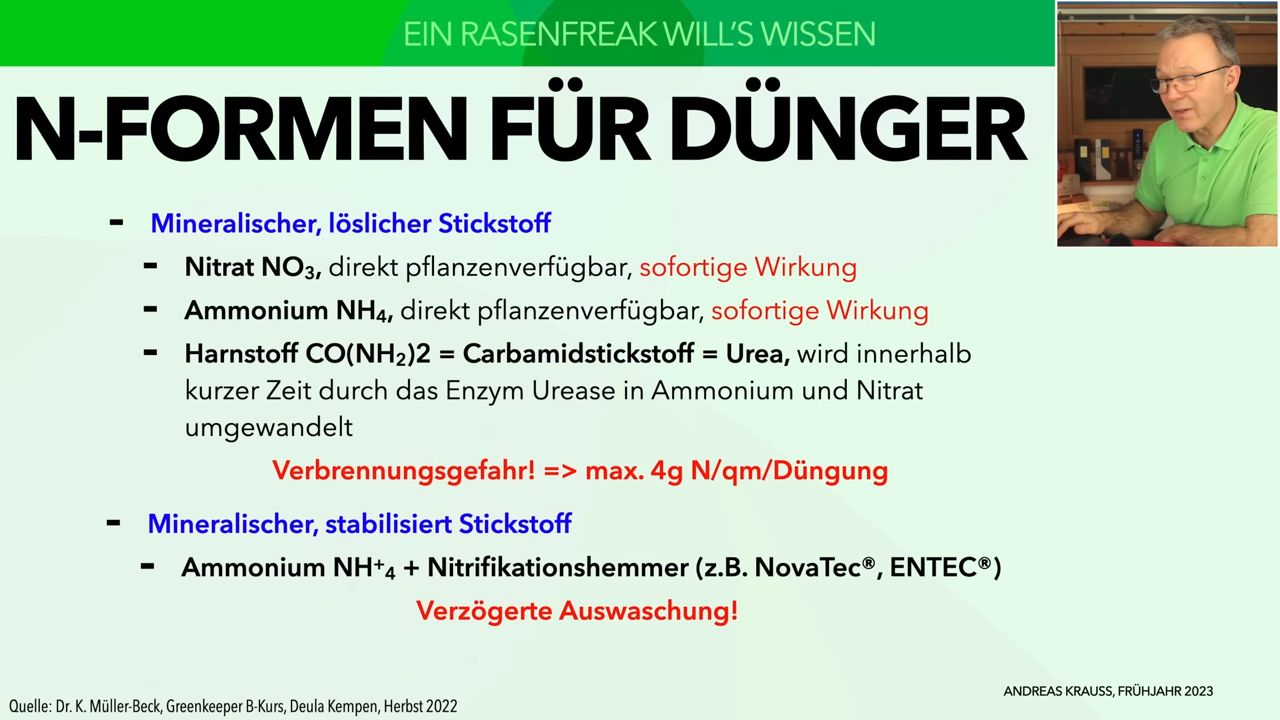 EIN RASENFREAK WILL'S WISSEN
N-FORMEN FÜR DÜNGER
- Mineralischer, löslicher Stickstoff
- Nitrat NO₃, direkt pflanzenverfügbar, sofortige Wirkung
- Ammonium NH₄, direkt pflanzenverfügbar, sofortige Wirkung
- Harnstoff CO(NH₂)2 = Carbamidstickstoff = Urea, wird innerhalb
kurzer Zeit durch das Enzym Urease in Ammonium und Nitrat
umgewandelt
Verbrennungsgefahr! => max. 4g N/qm/Düngung
- Mineralischer, stabilisiert Stickstoff
- Ammonium NH⁺₄ + Nitrifikationshemmer (z.B. NovaTec®, ENTEC®)
Verzögerte Auswaschung!
ANDREAS KRAUSS, FRÜHJAHR 2023
Quelle: Dr. K. Müller-Beck, Greenkeeper B-Kurs, Deula Kempen, Herbst 2022